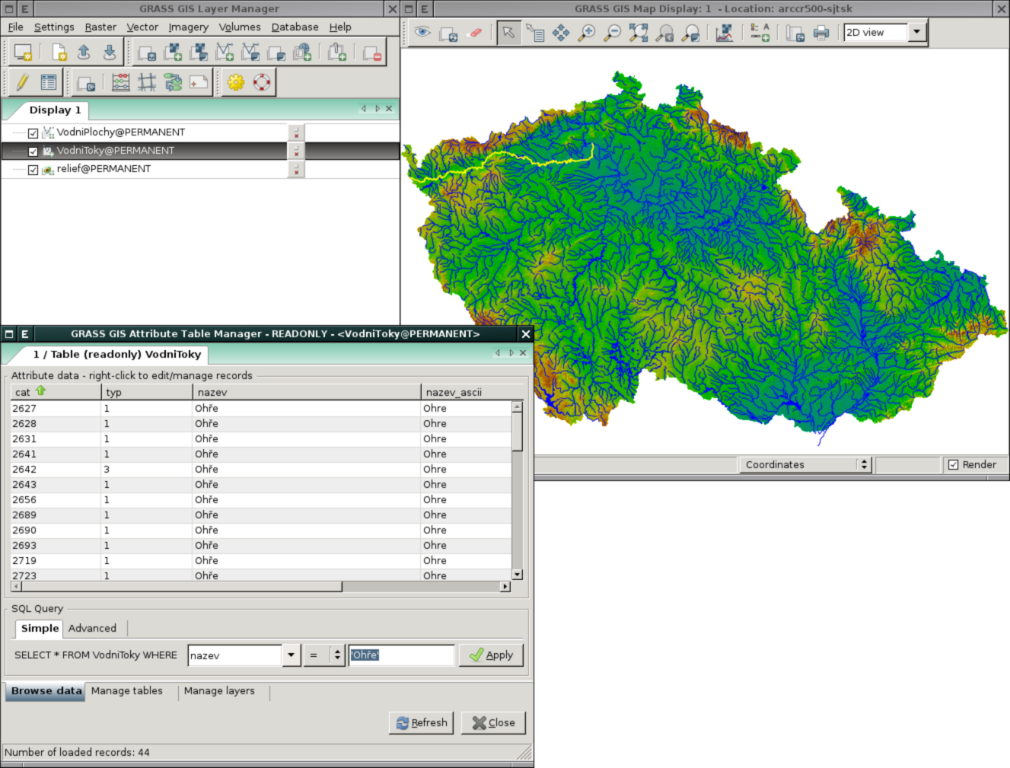 GRASS GIS Layer Manager
File Settings Raster Vector Imagery Volumes Database Help
Display 1
VodniPlochy@PERMANENT
VodniToky@PERMANENT
relief@PERMANENT
GRASS GIS Map Display: 1 - Location: arccr500-sjtsk
2D view
Coordinates
Render
GRASS GIS Attribute Table Manager - READONLY - <VodniToky@PERMANENT>
1 / Table (readonly) VodniToky
Attribute data - right-click to edit/manage records
cat typ nazev nazev_ascii
2627 1 Ohře Ohre
2628 1 Ohře Ohre
2631 1 Ohře Ohre
2641 1 Ohře Ohre
2642 3 Ohře Ohre
2643 1 Ohře Ohre
2656 1 Ohře Ohre
2689 1 Ohře Ohre
2690 1 Ohře Ohre
2693 1 Ohře Ohre
2719 1 Ohře Ohre
2723 1 Ohře Ohre
SQL Query
Simple Advanced
SELECT * FROM VodniToky WHERE nazev = 'Ohře' Apply
Browse data Manage tables Manage layers
Refresh Close
Number of loaded records: 44